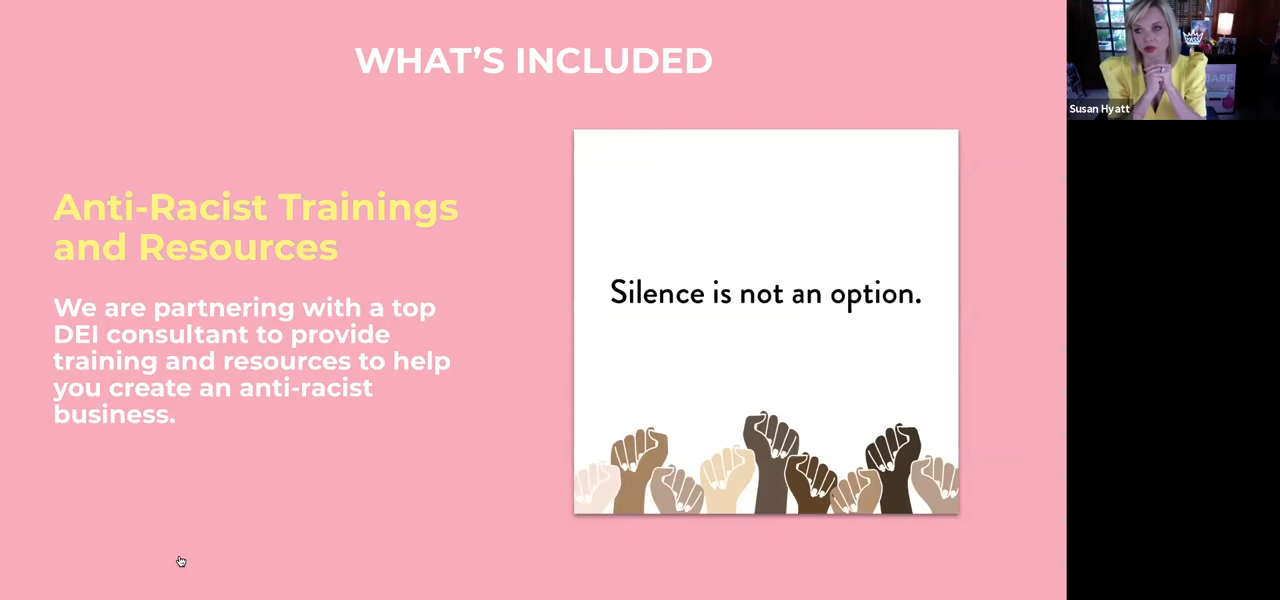 WHAT’S INCLUDED
Anti-Racist Trainings
and Resources
We are partnering with a top
DEI consultant to provide
training and resources to help
you create an anti-racist
business.
Silence is not an option.
Susan Hyatt